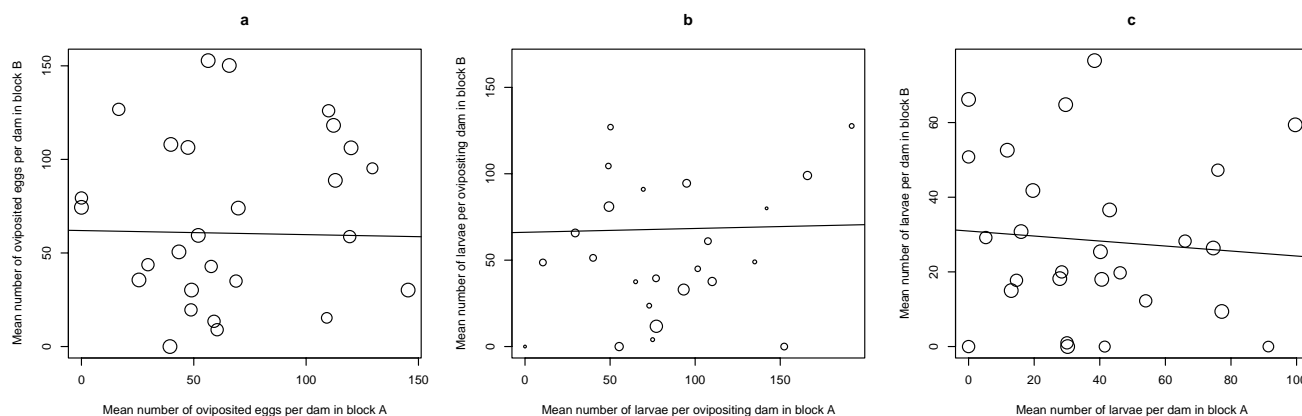 a
Mean number of oviposited eggs per dam in block B
0 50 100 150
0 50 100 150
Mean number of oviposited eggs per dam in block A
b
Mean number of larvae per ovipositing dam in block B
0 50 100 150
0 50 100 150
Mean number of larvae per ovipositing dam in block A
c
Mean number of larvae per dam in block B
0 20 40 60
0 20 40 60 80 100
Mean number of larvae per dam in block A